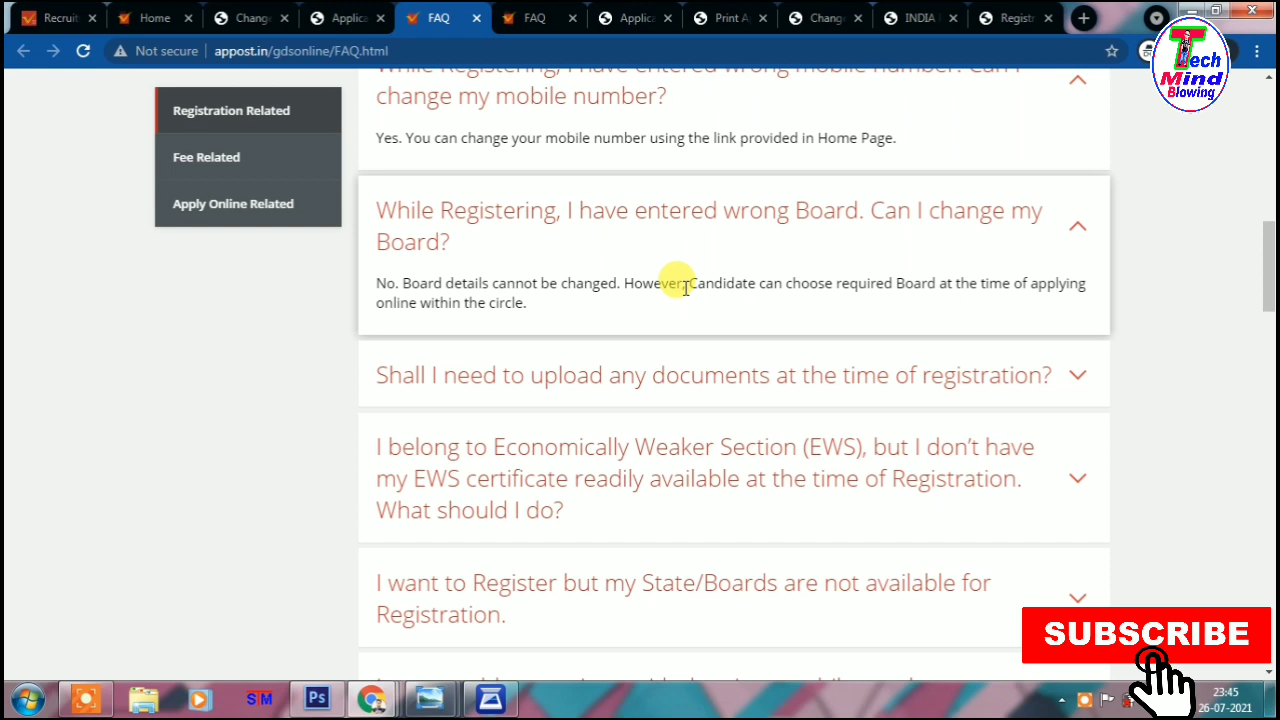 Recruit
Home
Change
Applica
FAQ
FAQ
Applica
Print A
Change
INDIA
Registr
Not secure
appost.in/gdsonline/FAQ.html
Tech
Mind
Blowing
Registration Related
Fee Related
Apply Online Related
change my mobile number?
Yes. You can change your mobile number using the link provided in Home Page.
While Registering, I have entered wrong Board. Can I change my
Board?
No. Board details cannot be changed. However, Candidate can choose required Board at the time of applying
online within the circle.
Shall I need to upload any documents at the time of registration?
I belong to Economically Weaker Section (EWS), but I don't have
my EWS certificate readily available at the time of Registration.
What should I do?
I want to Register but my State/Boards are not available for
Registration.
SUBSCRIBE
SM
Ps
23:45
26-07-2021